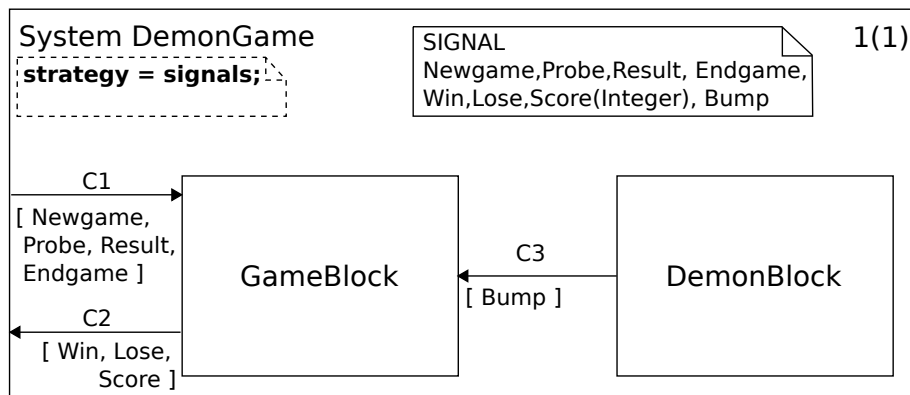 System DemonGame
1(1)
strategy = signals;
SIGNAL
Newgame,Probe,Result, Endgame,
Win,Lose,Score(Integer), Bump
C1
[ Newgame,
Probe, Result,
Endgame ]
GameBlock
C3
[ Bump ]
DemonBlock
C2
[ Win, Lose,
Score ]